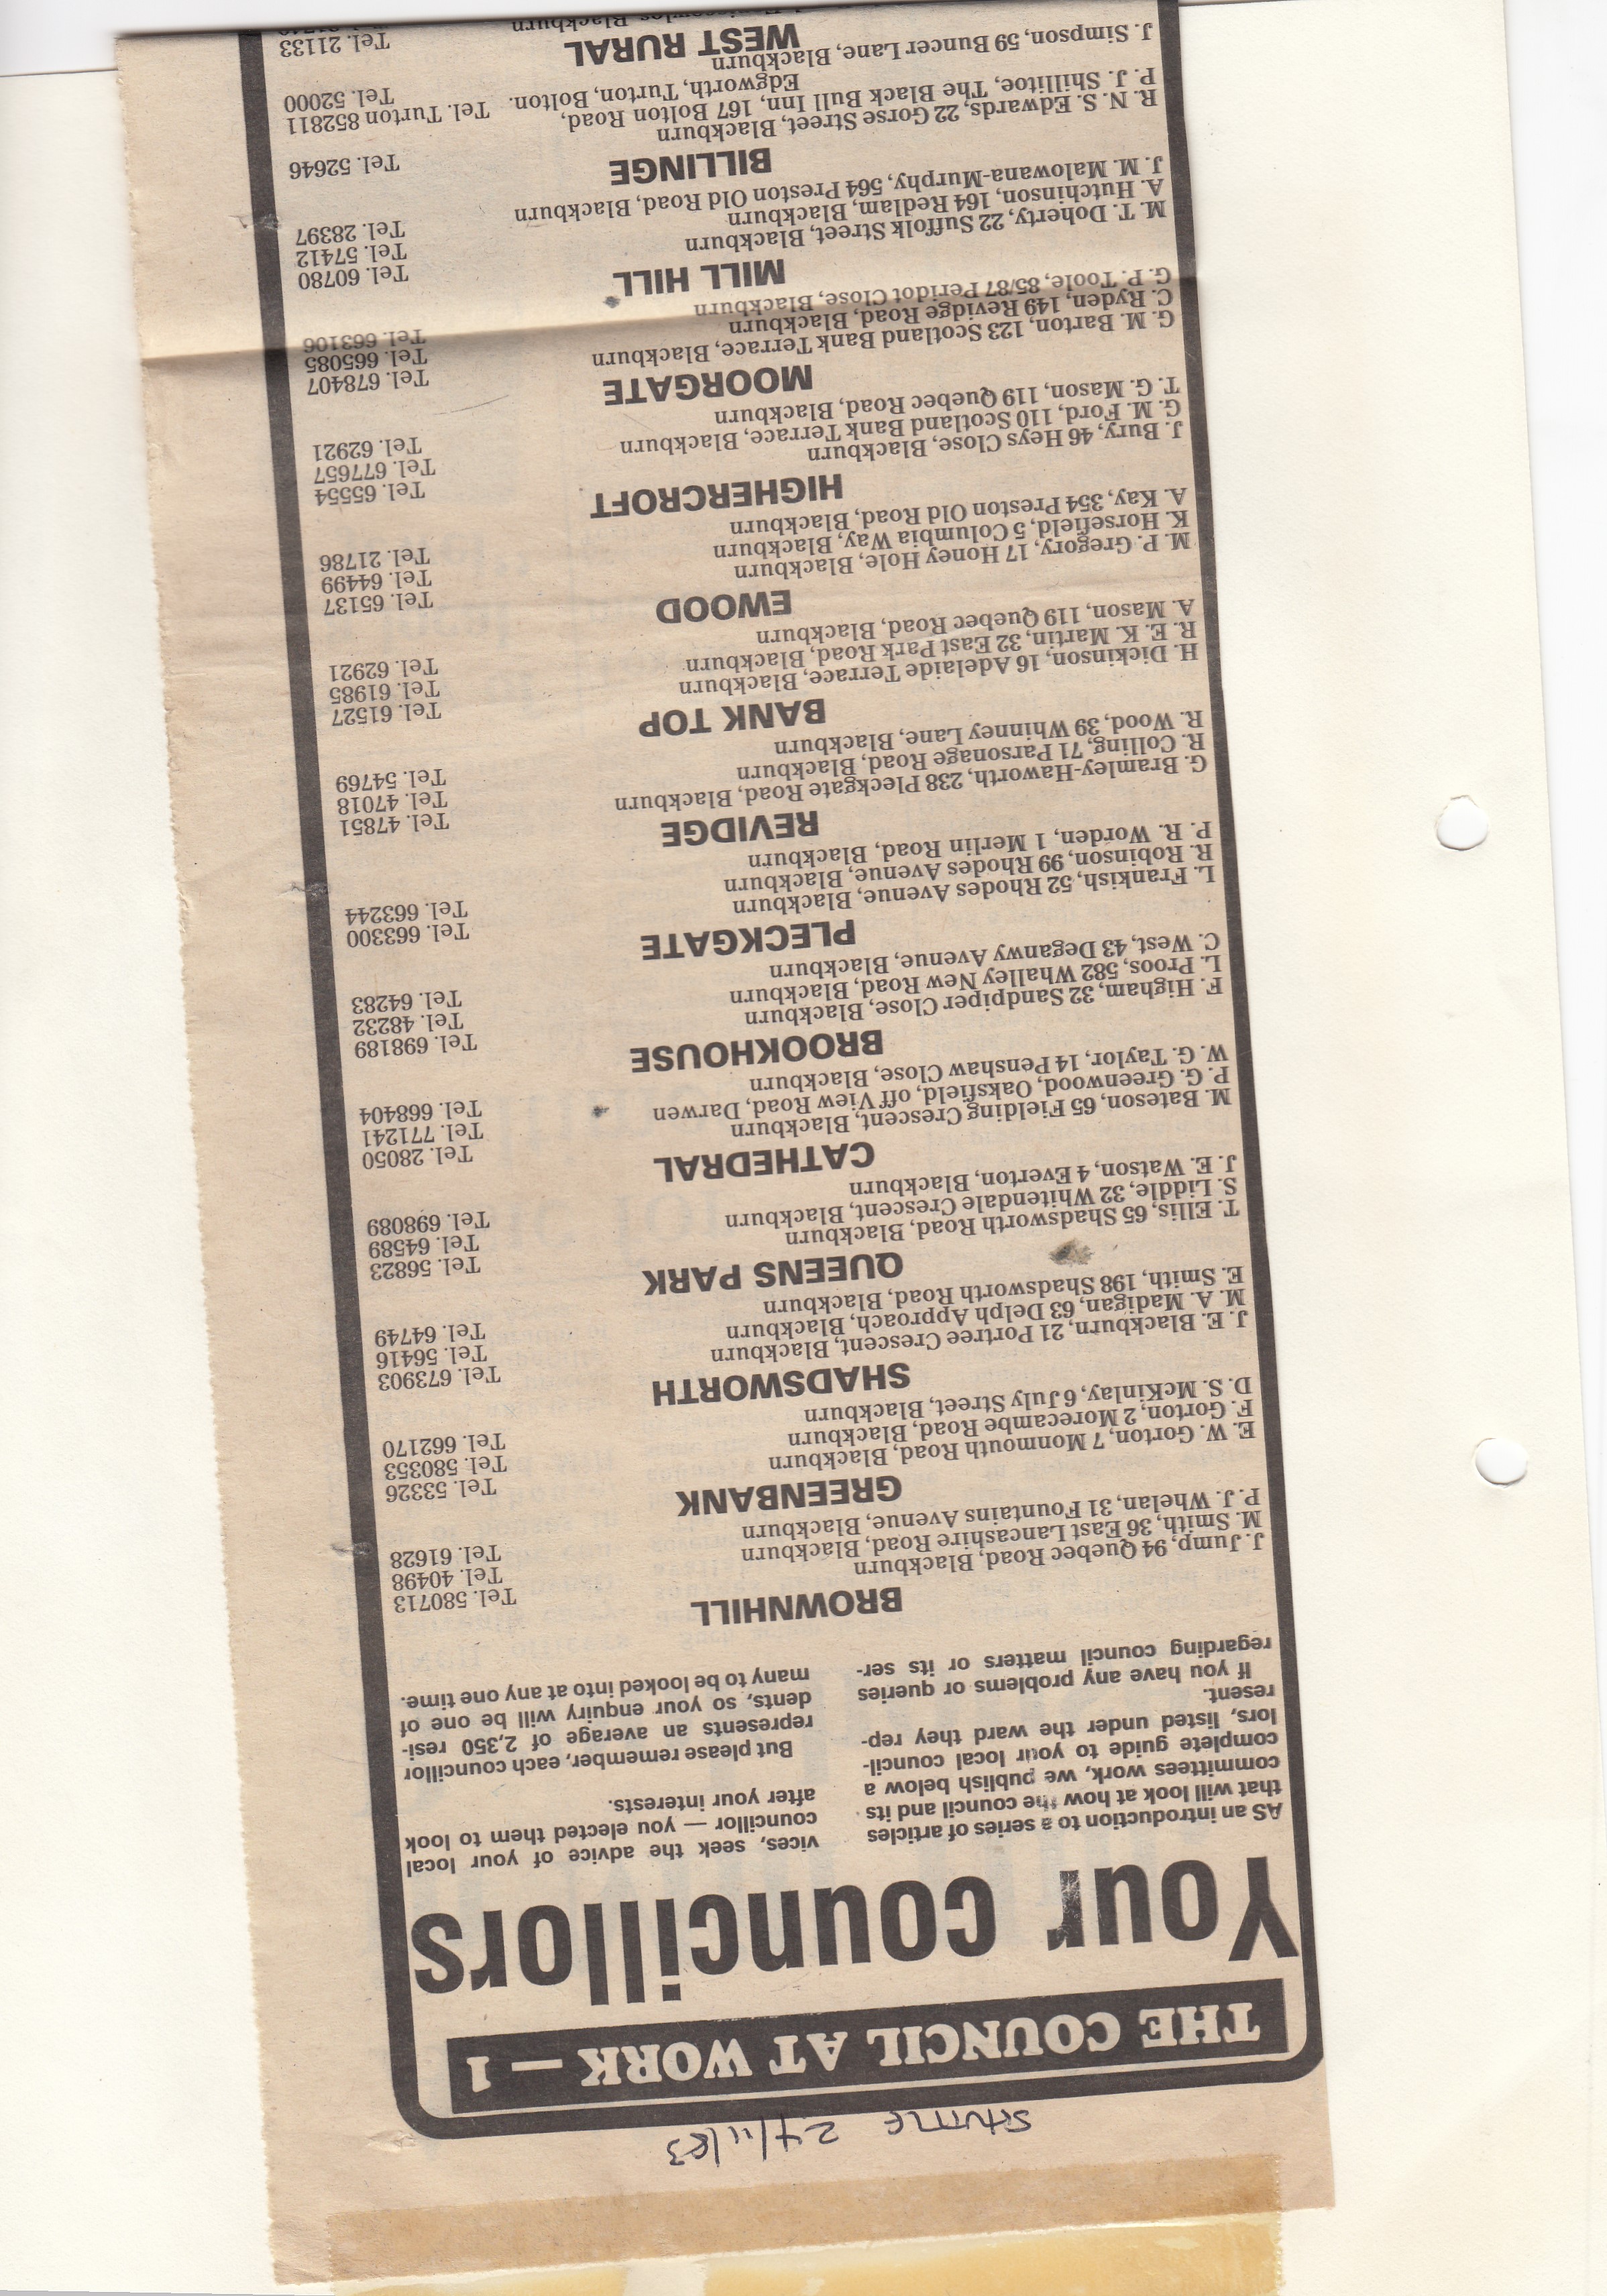 SHUTTLE 24/11/83
THE COUNCIL AT WORK — 1
Your councillors
AS an introduction to a series of articles
that will look at how the council and its
committees work, we publish below a
complete guide to your local council-
lors, listed under the ward they rep-
resent.
If you have any problems or queries
regarding council matters or its ser-
vices, seek the advice of your local
councillor — you elected them to look
after your interests.
But please remember, each councillor
represents an average of 2,350 resi-
dents, so your enquiry will be one of
many to be looked into at any one time.
BROWNHILL
J. Jump, 94 Quebec Road, Blackburn Tel. 580713
M. Smith, 36 East Lancashire Road, Blackburn Tel. 40498
P. J. Whelan, 31 Fountains Avenue, Blackburn Tel. 61628
GREENBANK
E. W. Gorton, 7 Monmouth Road, Blackburn Tel. 53326
F. Gorton, 2 Morecambe Road, Blackburn Tel. 580353
D. S. McKinlay, 6 July Street, Blackburn Tel. 662170
SHADSWORTH
J. E. Blackburn, 21 Portree Crescent, Blackburn Tel. 673903
M. A. Madigan, 63 Delph Approach, Blackburn Tel. 56416
E. Smith, 198 Shadsworth Road, Blackburn Tel. 64749
QUEENS PARK
T. Ellis, 65 Shadsworth Road, Blackburn Tel. 56823
S. Liddle, 32 Whitendale Crescent, Blackburn Tel. 64589
J. E. Watson, 4 Everton, Blackburn Tel. 698089
CATHEDRAL
M. Bateson, 65 Fielding Crescent, Blackburn Tel. 28050
P. G. Greenwood, Oaksfield, off View Road, Darwen Tel. 771241
W. G. Taylor, 14 Penshaw Close, Blackburn Tel. 668404
BROOKHOUSE
F. Higham, 32 Sandpiper Close, Blackburn Tel. 698189
L. Proos, 582 Whalley New Road, Blackburn Tel. 48232
C. West, 43 Deganwy Avenue, Blackburn Tel. 64283
PLECKGATE
L. Frankish, 52 Rhodes Avenue, Blackburn Tel. 663300
R. Robinson, 99 Rhodes Avenue, Blackburn Tel. 663244
P. R. Worden, 1 Merlin Road, Blackburn
REVIDGE
G. Bramley-Haworth, 238 Pleckgate Road, Blackburn Tel. 47851
R. Colling, 71 Parsonage Road, Blackburn Tel. 47018
R. Wood, 39 Whinney Lane, Blackburn Tel. 54769
BANK TOP
H. Dickinson, 16 Adelaide Terrace, Blackburn Tel. 61527
R. E. K. Martin, 32 East Park Road, Blackburn Tel. 61985
A. Mason, 119 Quebec Road, Blackburn Tel. 62921
EWOOD
M. P. Gregory, 17 Honey Hole, Blackburn Tel. 65137
K. Horsefield, 5 Columbia Way, Blackburn Tel. 64499
A. Kay, 354 Preston Old Road, Blackburn Tel. 21786
HIGHERCROFT
J. Bury, 46 Heys Close, Blackburn Tel. 65554
G. M. Ford, 110 Scotland Bank Terrace, Blackburn Tel. 677657
T. G. Mason, 119 Quebec Road, Blackburn Tel. 62921
MOORGATE
G. M. Barton, 123 Scotland Bank Terrace, Blackburn Tel. 678407
C. Ryden, 149 Revidge Road, Blackburn Tel. 665085
G. P. Toole, 85/87 Peridot Close, Blackburn Tel. 663106
MILL HILL
M. T. Doherty, 22 Suffolk Street, Blackburn Tel. 60780
A. Hutchinson, 164 Redlam, Blackburn Tel. 57412
J. M. Malowana-Murphy, 564 Preston Old Road, Blackburn Tel. 28397
BILLINGE
R. N. S. Edwards, 22 Gorse Street, Blackburn Tel. 52646
P. J. Shillitoe, The Black Bull Inn, 167 Bolton Road,
Edgworth, Turton, Bolton. Tel. Turton 852811
J. Simpson, 59 Buncer Lane, Blackburn Tel. 52000
WEST RURAL
Tel. 21133
Blackburn